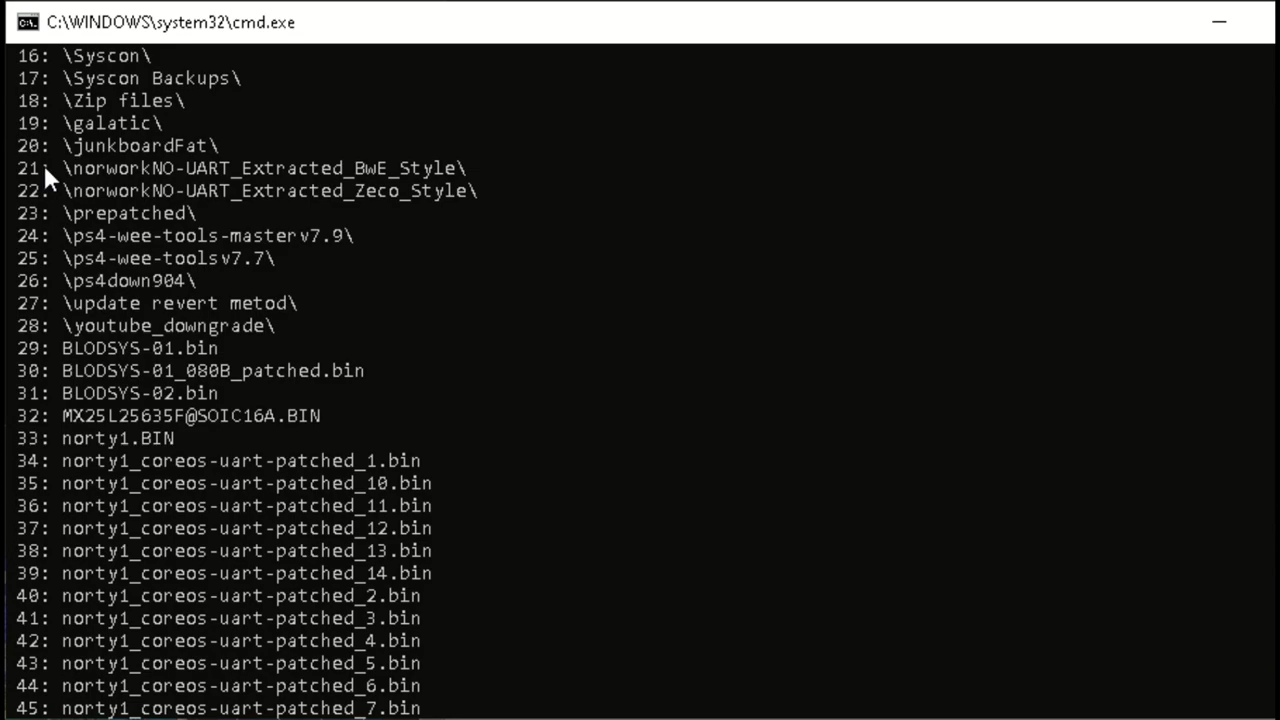 C:\WINDOWS\system32\cmd.exe
16: \Syscon\
17: \Syscon Backups\
18: \Zip files\
19: \galatic\
20: \junkboardFat\
21: \norworkNO-UART_Extracted_BwE_Style\
22: \norworkNO-UART_Extracted_Zeco_Style\
23: \prepatched\
24: \ps4-wee-tools-masterv7.9\
25: \ps4-wee-toolsv7.7\
26: \ps4down904\
27: \update revert metod\
28: \youtube_downgrade\
29: BLODSYS-01.bin
30: BLODSYS-01_080B_patched.bin
31: BLODSYS-02.bin
32: MX25L25635F@SOIC16A.BIN
33: norty1.BIN
34: norty1_coreos-uart-patched_1.bin
35: norty1_coreos-uart-patched_10.bin
36: norty1_coreos-uart-patched_11.bin
37: norty1_coreos-uart-patched_12.bin
38: norty1_coreos-uart-patched_13.bin
39: norty1_coreos-uart-patched_14.bin
40: norty1_coreos-uart-patched_2.bin
41: norty1_coreos-uart-patched_3.bin
42: norty1_coreos-uart-patched_4.bin
43: norty1_coreos-uart-patched_5.bin
44: norty1_coreos-uart-patched_6.bin
45: norty1_coreos-uart-patched_7.bin